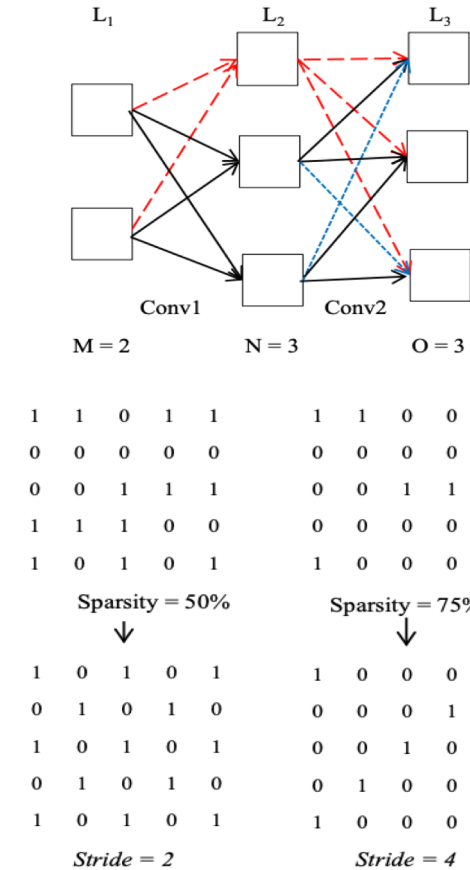 L1 L2 L3
Conv1 Conv2
M = 2 N = 3 O = 3
1 1 0 1 1 1 1 0 0
0 0 0 0 0 0 0 0 0
0 0 1 1 1 0 0 1 1
1 1 1 0 0 0 0 0 0
1 0 1 0 1 1 0 0 0
Sparsity = 50% Sparsity = 75%
1 0 1 0 1 1 0 0 0
0 1 0 1 0 0 0 0 1
1 0 1 0 1 0 0 1 0
0 1 0 1 0 0 1 0 0
1 0 1 0 1 1 0 0 0
Stride = 2 Stride = 4